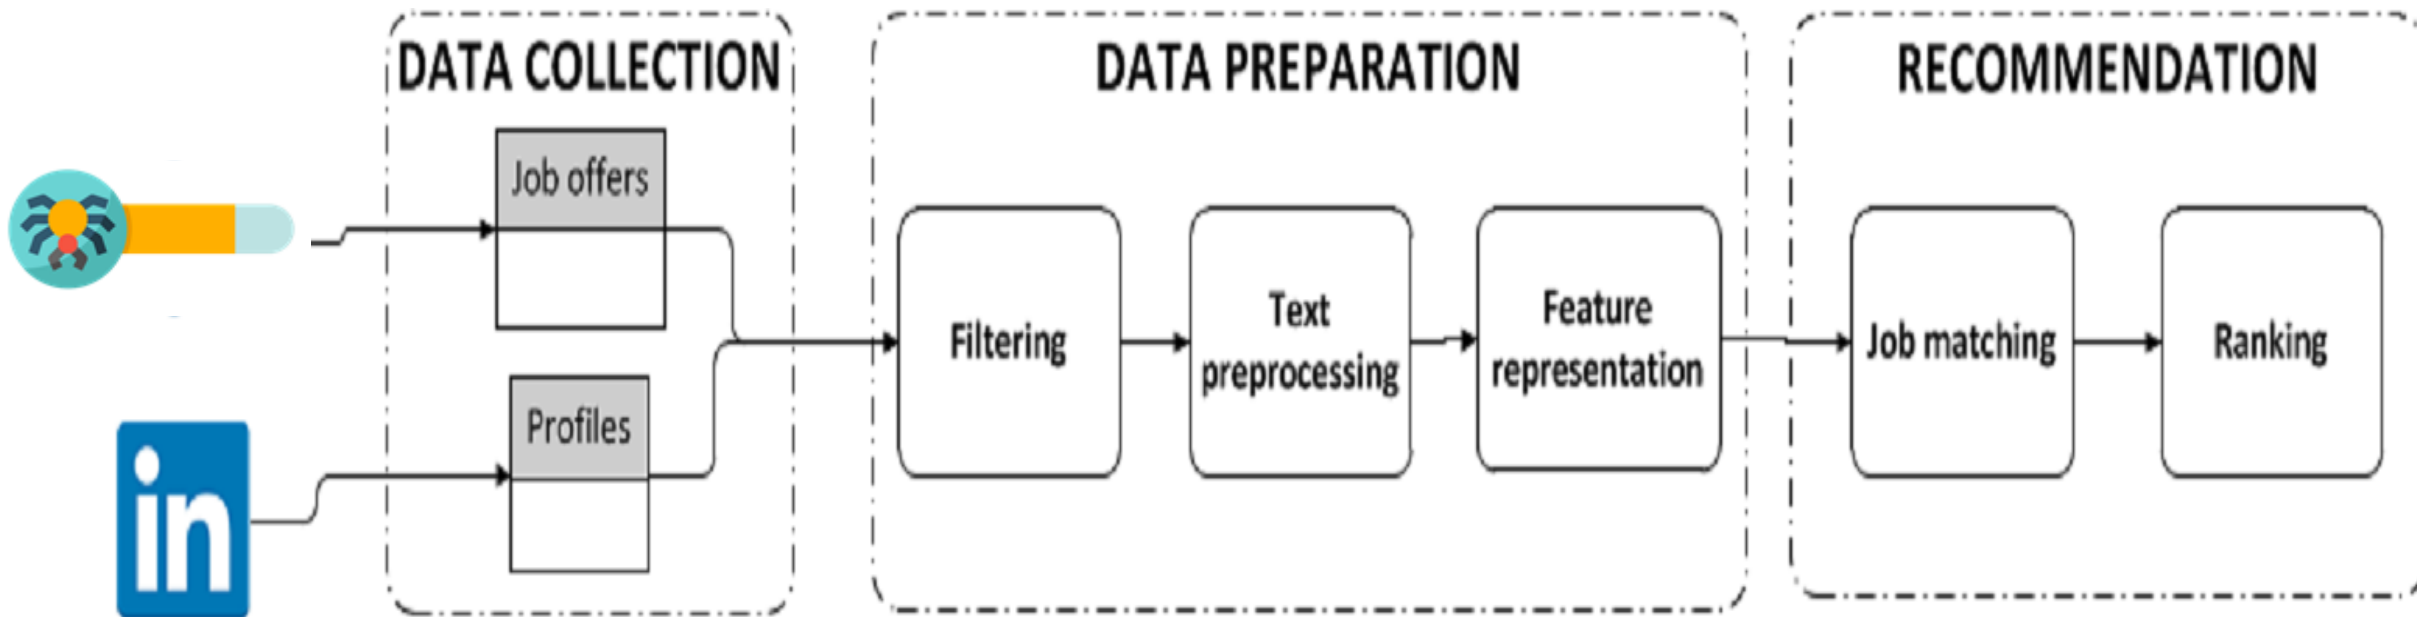 DATA COLLECTION
DATA PREPARATION
RECOMMENDATION
Job offers
Profiles
in
Filtering
Text
preprocessing
Feature
representation
Job matching
Ranking